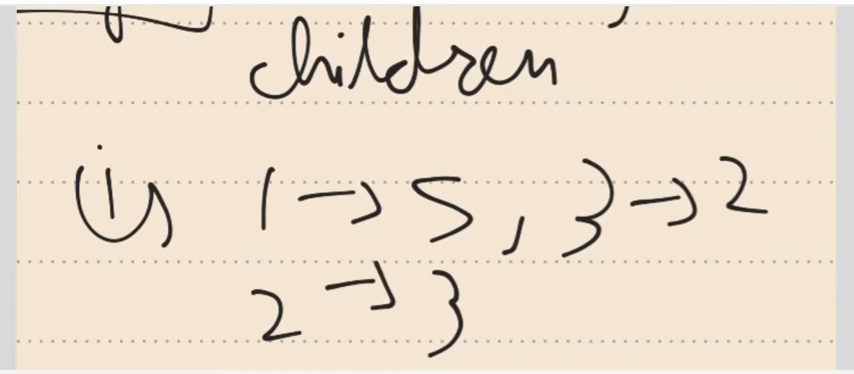 children
(i) 1 → 5, 3 → 2
2 → 3